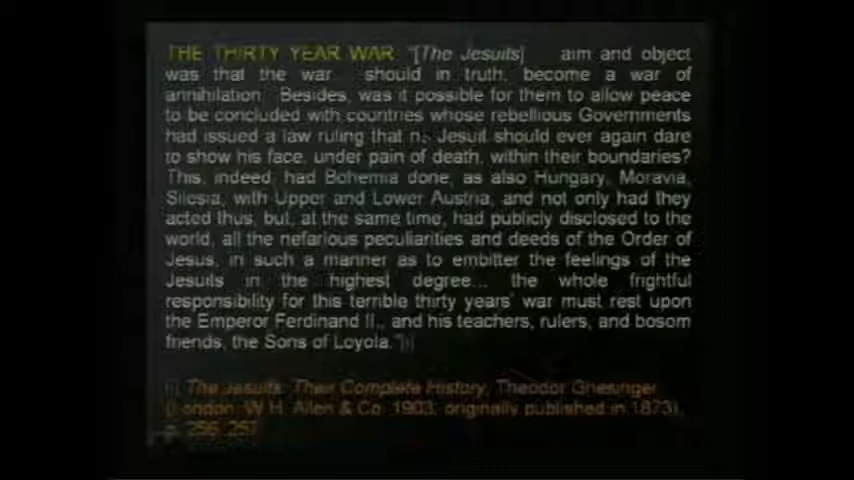 THE THIRTY YEAR WAR "[The Jesuits] aim and object
was that the war should in truth, become a war of
annihilation Besides, was it possible for them to allow peace
to be concluded with countries whose rebellious Governments
had issued a law ruling that no Jesuit should ever again dare
to show his face, under pain of death, within their boundaries?
This, indeed, had Bohemia done, as also Hungary, Moravia,
Silesia, with Upper and Lower Austria, and not only had they
acted thus, but, at the same time, had publicly disclosed to the
world, all the nefarious peculiarities and deeds of the Order of
Jesus, in such a manner as to embitter the feelings of the
Jesuits in the highest degree... the whole frightful
responsibility for this terrible thirty years' war must rest upon
the Emperor Ferdinand II., and his teachers, rulers, and bosom
friends, the Sons of Loyola."[i]
[i] The Jesuits: Their Complete History, Theodor Griesinger
(London: W.H. Allen & Co. 1903; originally published in 1873),
p. 256, 257